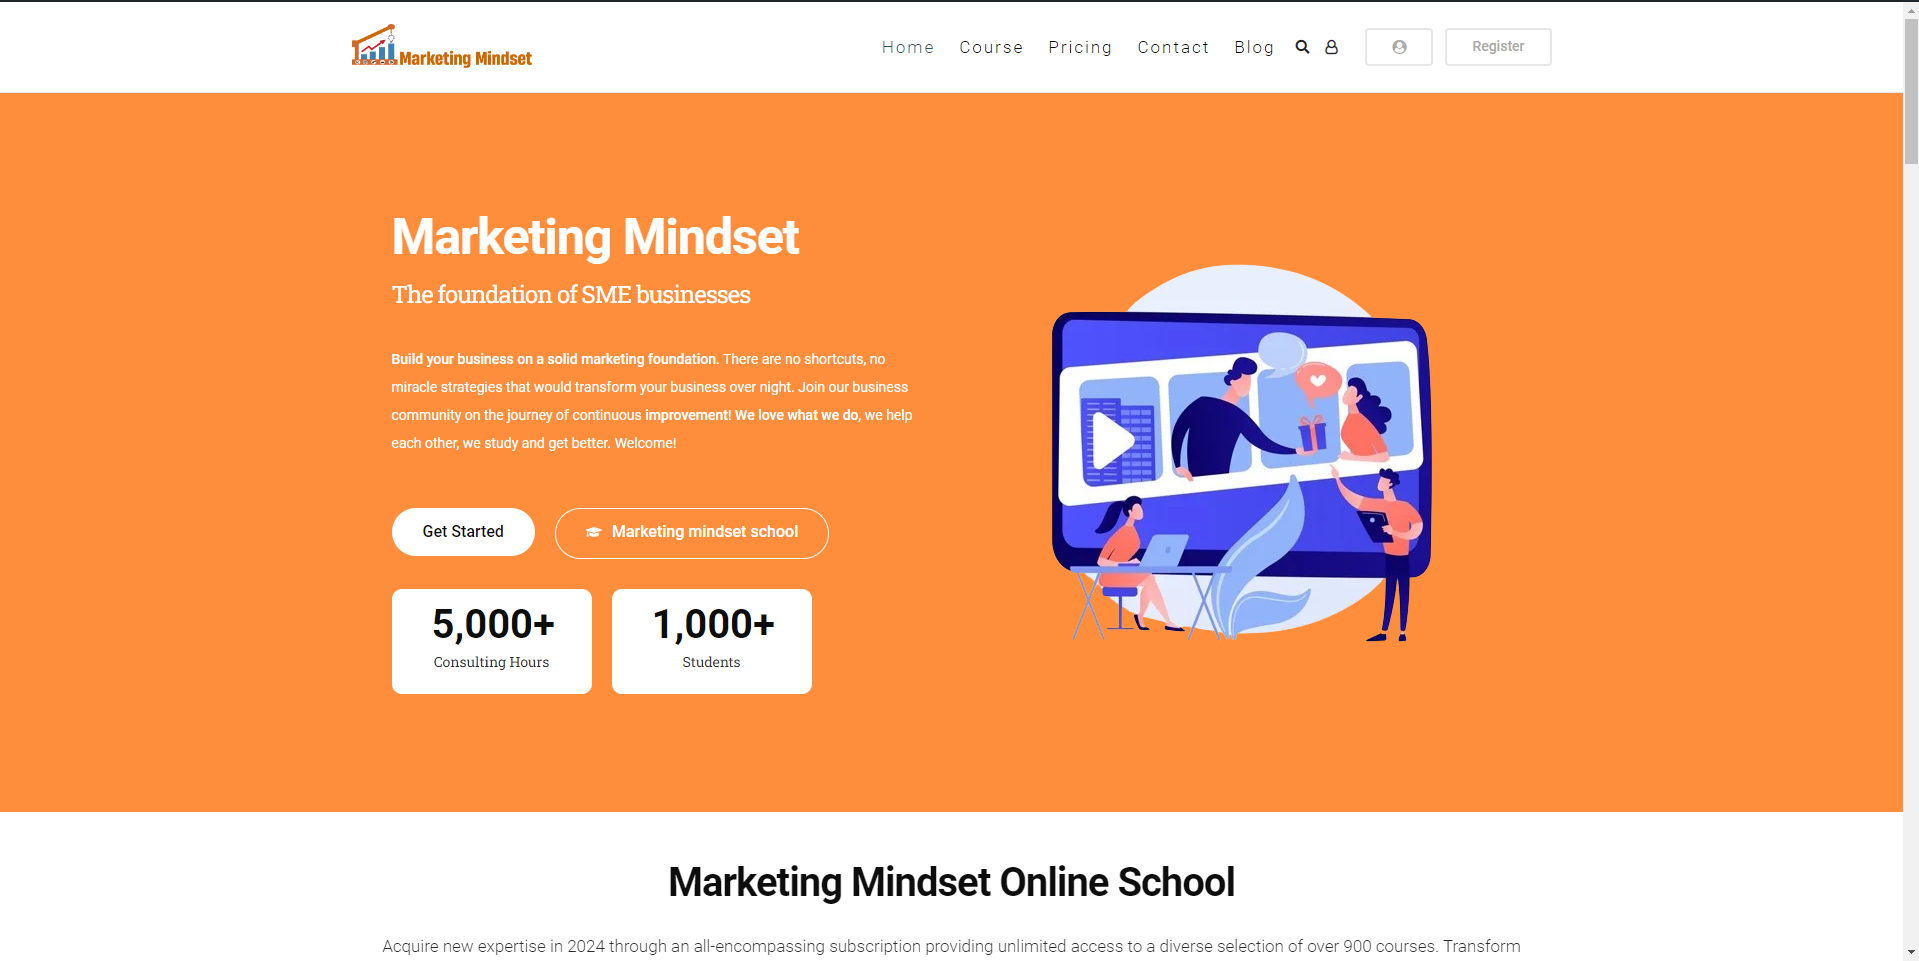 Marketing Mindset
Home Course Pricing Contact Blog
Register
Marketing Mindset
The foundation of SME businesses
Build your business on a solid marketing foundation. There are no shortcuts, no
miracle strategies that would transform your business over night. Join our business
community on the journey of continuous improvement! We love what we do, we help
each other, we study and get better. Welcome!
Get Started
Marketing mindset school
5,000+
Consulting Hours
1,000+
Students
Marketing Mindset Online School
Acquire new expertise in 2024 through an all-encompassing subscription providing unlimited access to a diverse selection of over 900 courses. Transform